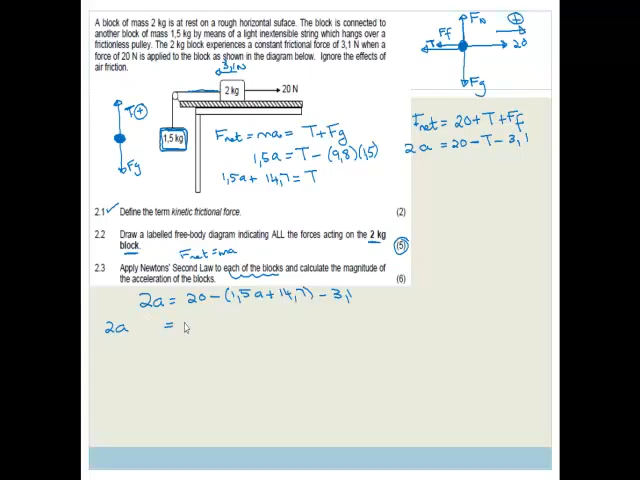 A block of mass 2 kg is at rest on a rough horizontal suface. The block is connected to
another block of mass 1,5 kg by means of a light inextensible string which hangs over a
frictionless pulley. The 2 kg block experiences a constant frictional force of 3,1 N when a
force of 20 N is applied to the block as shown in the diagram below. Ignore the effects of
air friction.
FN
+
Ff
T
20
Fg
3,1N
2 kg
20 N
T +
1,5 kg
Fg
Fnet = ma = T + Fg
1,5a = T - (9,8)(1,5)
1,5a + 14,7 = T
Fnet = 20 + T + Ff
2a = 20 - T - 3,1
2.1 ✓ Define the term kinetic frictional force. (2)
2.2 Draw a labelled free-body diagram indicating ALL the forces acting on the 2 kg
block. (5)
Fnet = ma
2.3 Apply Newtons' Second Law to each of the blocks and calculate the magnitude of
the acceleration of the blocks. (6)
2a = 20 - (1,5a + 14,7) - 3,1
2a =